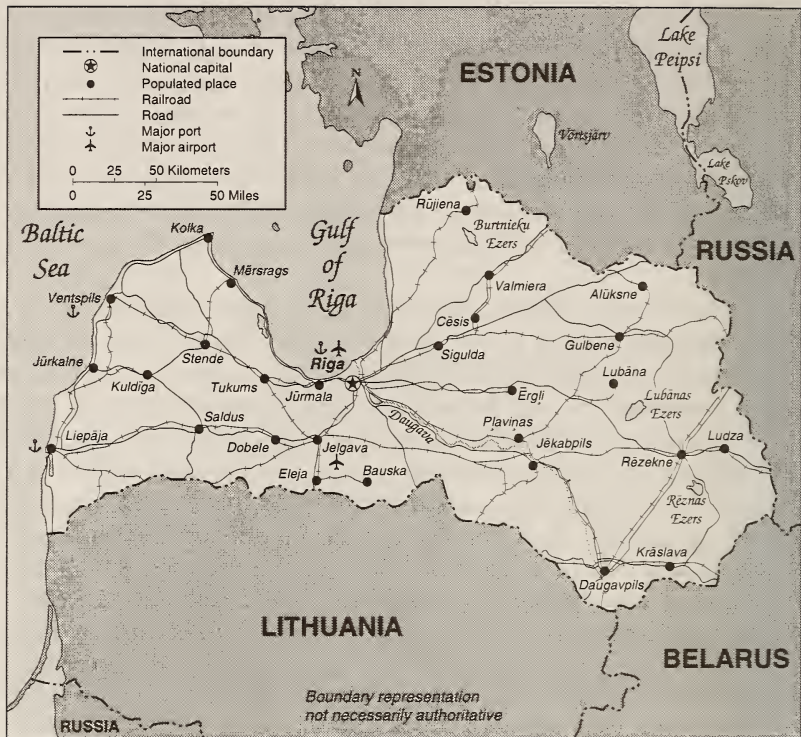 International boundary
National capital
Populated place
Railroad
Road
Major port
Major airport
0 25 50 Kilometers
0 25 50 Miles
N
ESTONIA
Lake
Peipsi
Võrtsjärv
Lake
Pskov
RUSSIA
Baltic
Sea
Gulf
of
Riga
Kolka
Mērsrags
Ventspils
Rūjiena
Burtnieku
Ezers
Valmiera
Alūksne
Cēsis
Stende
Sigulda
Gulbene
Jūrkalne
Kuldīga
Tukums
Jūrmala
Rīga
Lubāna
Ērgļi
Lubānas
Ezers
Daugava
Saldus
Liepāja
Dobele
Jelgava
Pļaviņas
Jēkabpils
Ludza
Rēzekne
Eleja
Bauska
Rēznas
Ezers
Krāslava
Daugavpils
LITHUANIA
BELARUS
Boundary representation
not necessarily authoritative
RUSSIA